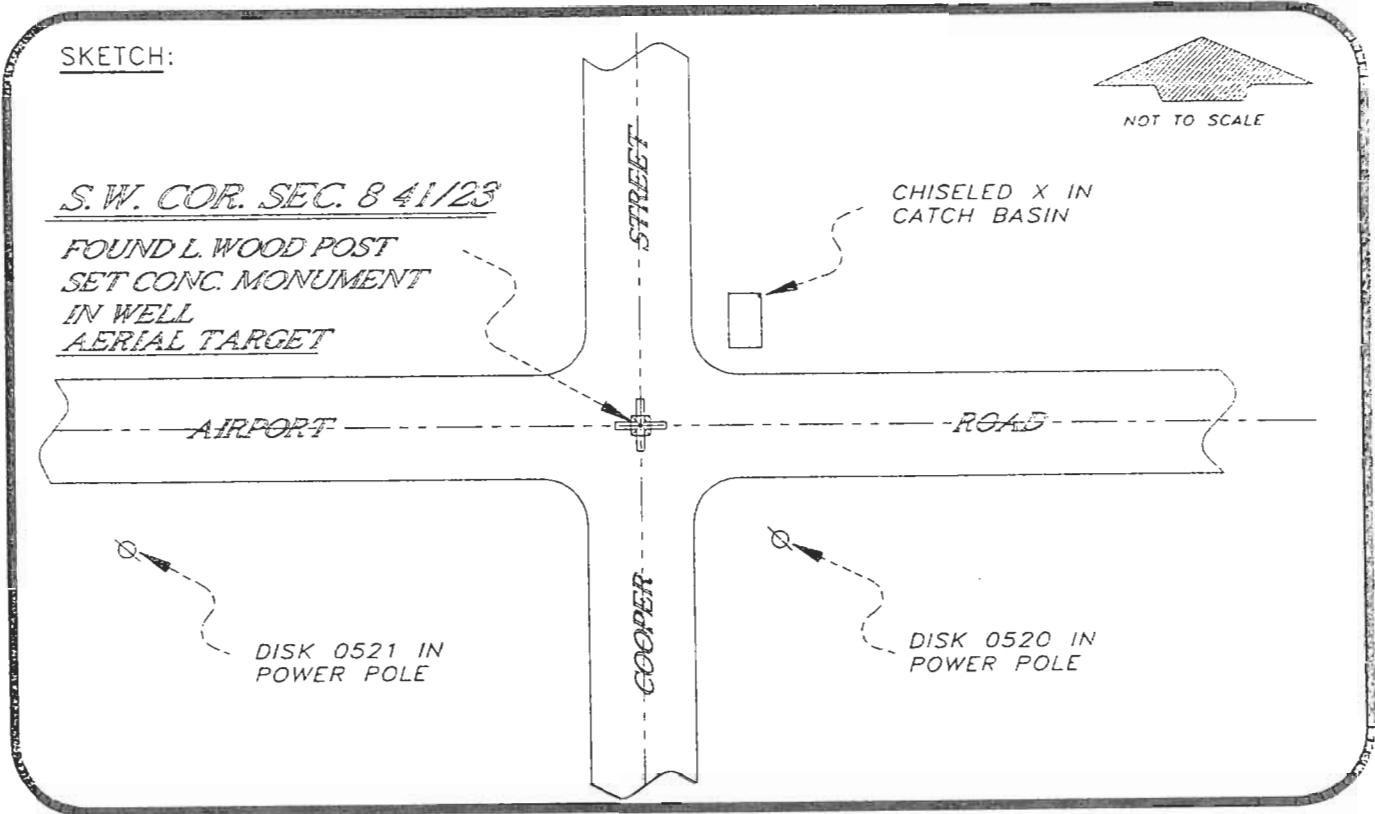 SKETCH:
NOT TO SCALE
S.W. COR. SEC. 8 41/23
FOUND L. WOOD POST
SET CONC. MONUMENT
IN WELL
AERIAL TARGET
STREET
CHISELED X IN
CATCH BASIN
AIRPORT
ROAD
COOPER
DISK 0521 IN
POWER POLE
DISK 0520 IN
POWER POLE